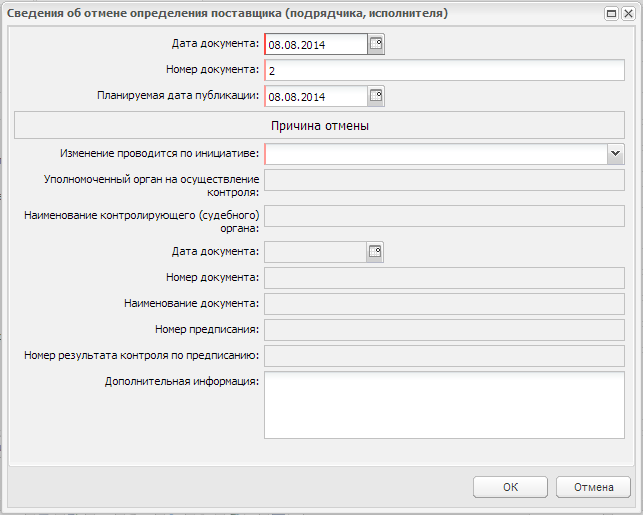 Сведения об отмене определения поставщика (подрядчика, исполнителя)
Дата документа: 08.08.2014
Номер документа: 2
Планируемая дата публикации: 08.08.2014
Причина отмены
Изменение проводится по инициативе:
Уполномоченный орган на осуществление
контроля:
Наименование контролирующего (судебного)
органа:
Дата документа:
Номер документа:
Наименование документа:
Номер предписания:
Номер результата контроля по предписанию:
Дополнительная информация:
ОК Отмена